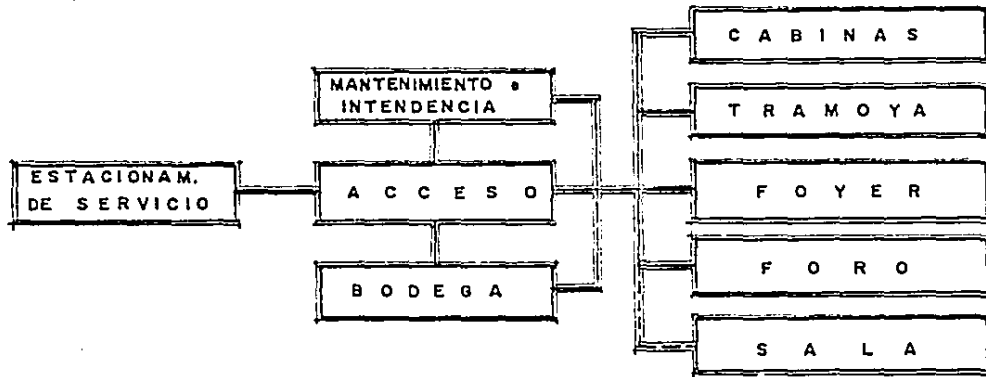 CABINAS
MANTENIMIENTO e
INTENDENCIA
TRAMOYA
ESTACIONAM.
DE SERVICIO
ACCESO
FOYER
BODEGA
FORO
SALA